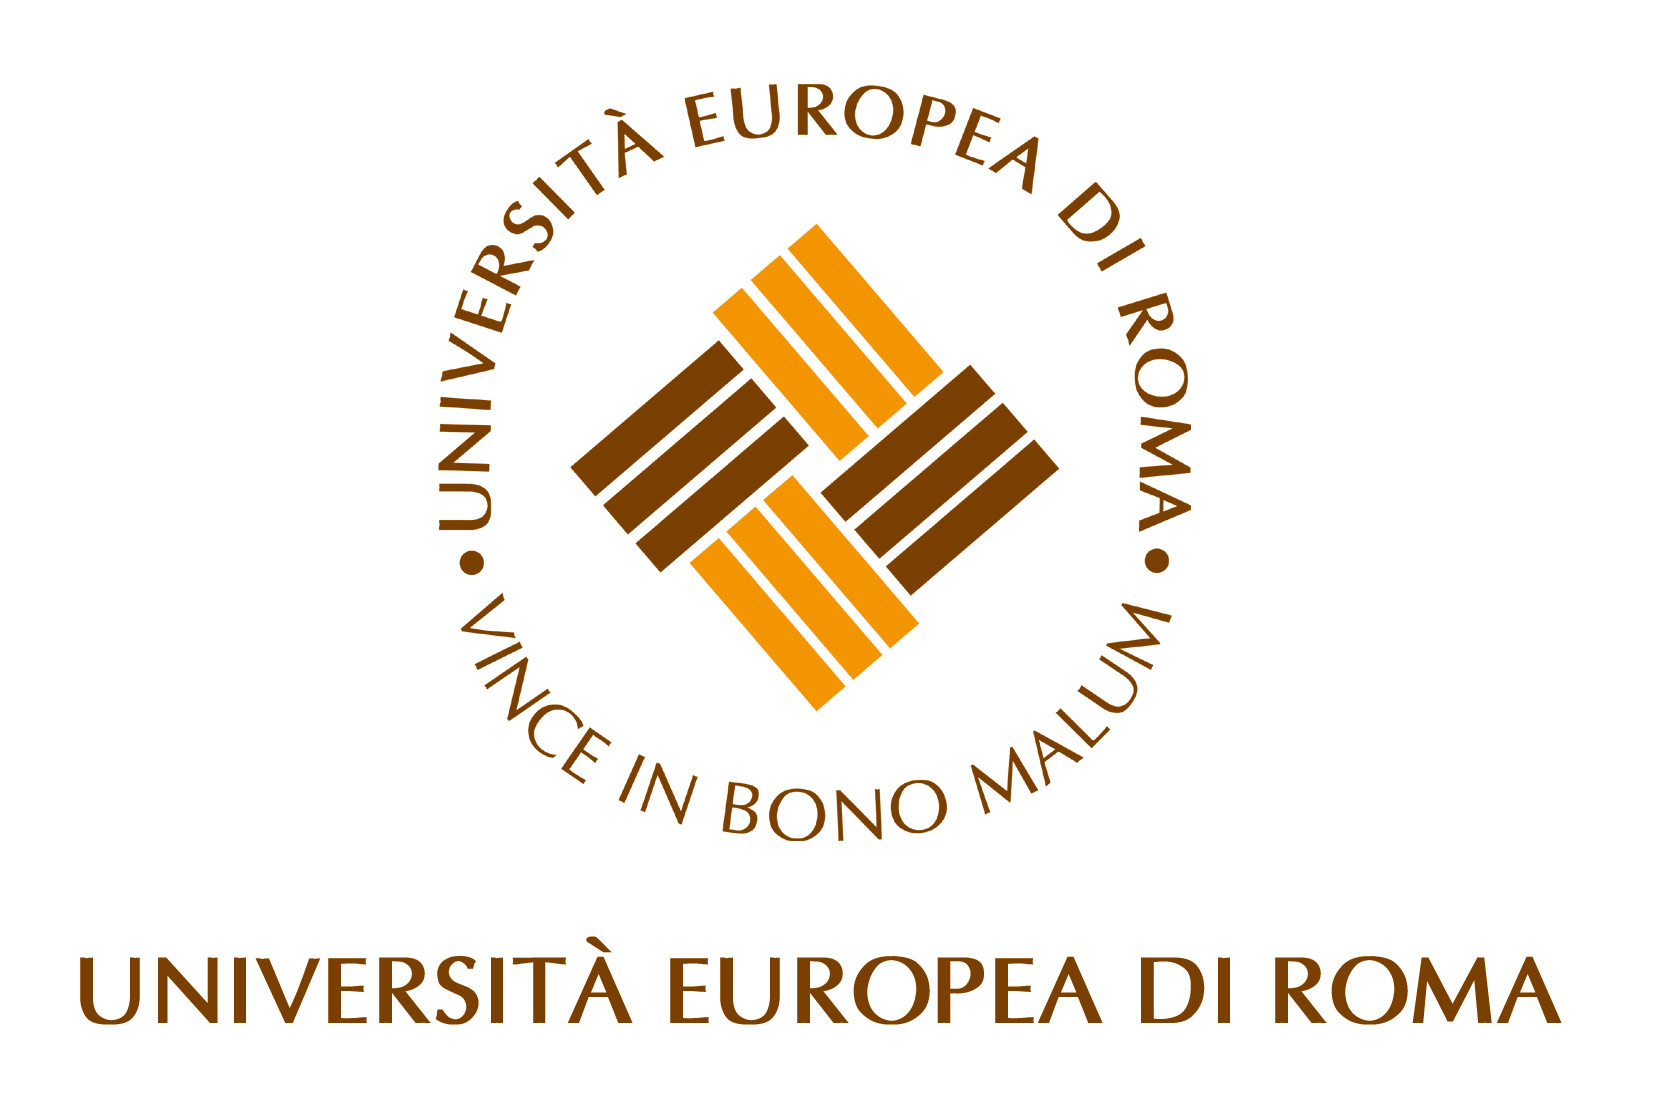 • UNIVERSITÀ EUROPEA DI ROMA •
VINCE IN BONO MALUM
UNIVERSITÀ EUROPEA DI ROMA